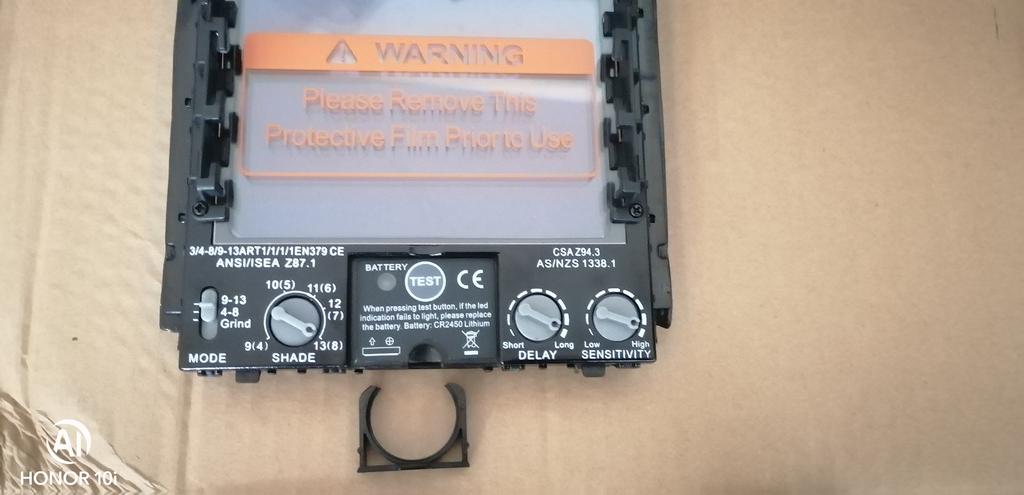 WARNING
Please Remove This
Protective Film Prior to Use
3/4-8/9-13ART1/1/1/1EN379 CE
ANSI/ISEA Z87.1
CSA Z94.3
AS/NZS 1338.1
BATTERY
TEST
CE
When pressing test button, if the led
indication fails to light, please replace
the battery. Battery: CR2450 Lithium
9-13
4-8
Grind
MODE
10(5)
11(6)
12
(7)
9(4)
13(8)
SHADE
Short
Long
DELAY
Low
High
SENSITIVITY
AI
HONOR 10i